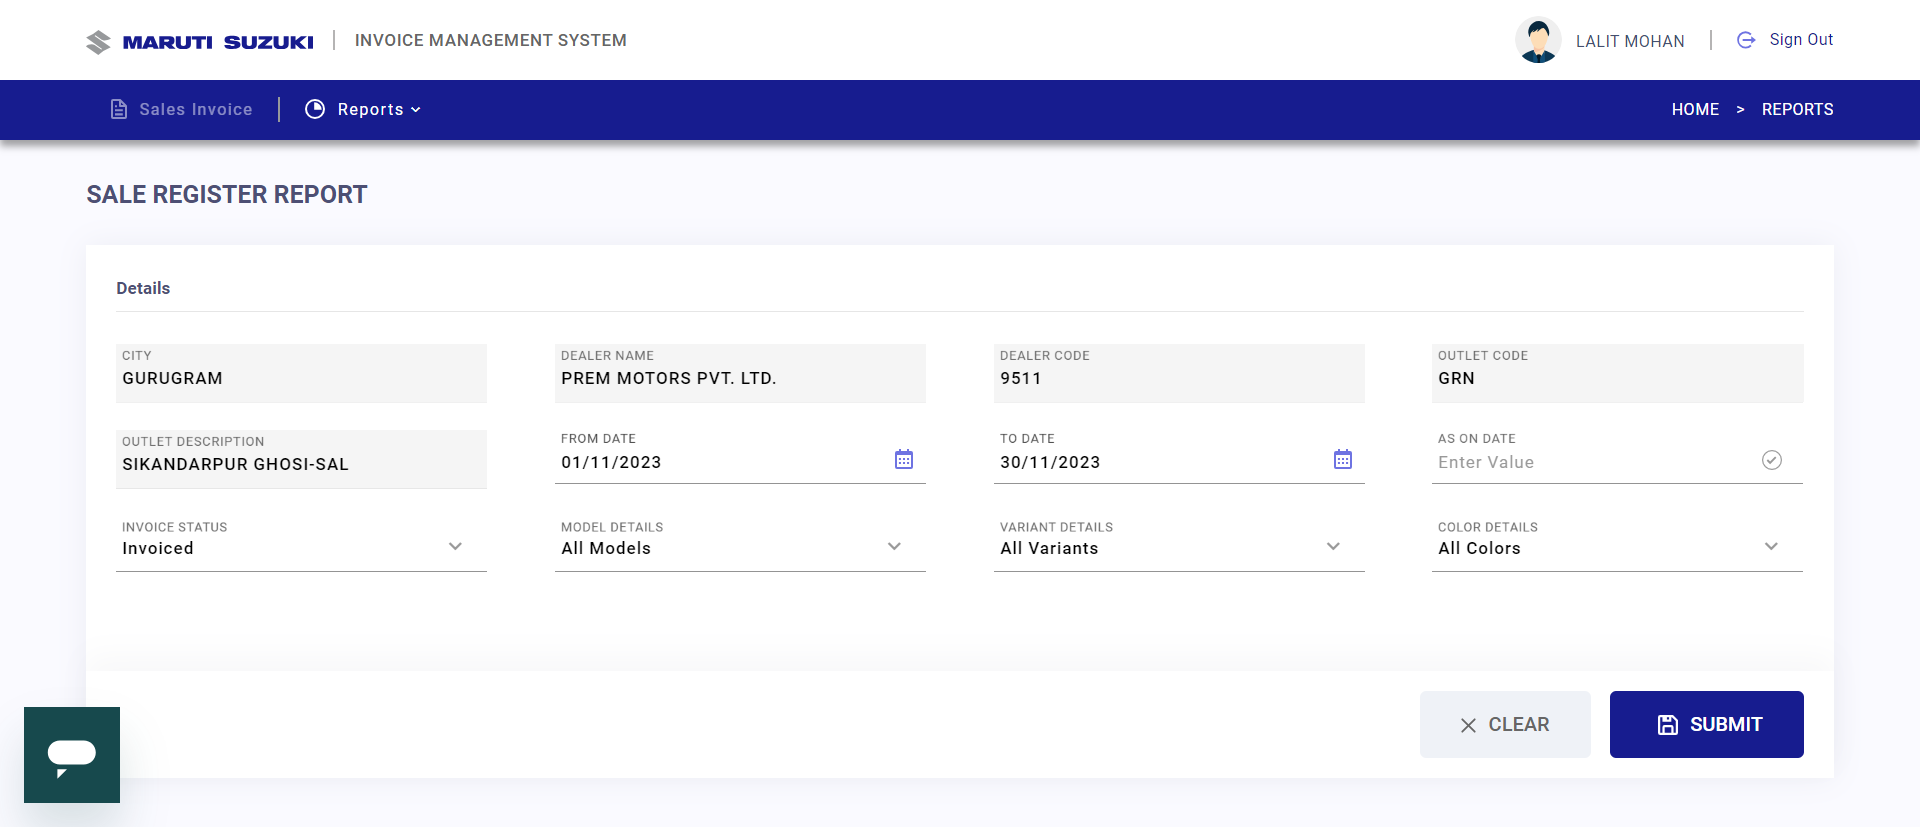 MARUTI SUZUKI INVOICE MANAGEMENT SYSTEM LALIT MOHAN Sign Out
Sales Invoice Reports HOME > REPORTS
SALE REGISTER REPORT
Details
CITY DEALER NAME DEALER CODE OUTLET CODE
GURUGRAM PREM MOTORS PVT. LTD. 9511 GRN
OUTLET DESCRIPTION FROM DATE TO DATE AS ON DATE
SIKANDARPUR GHOSI-SAL 01/11/2023 30/11/2023 Enter Value
INVOICE STATUS MODEL DETAILS VARIANT DETAILS COLOR DETAILS
Invoiced All Models All Variants All Colors
CLEAR SUBMIT